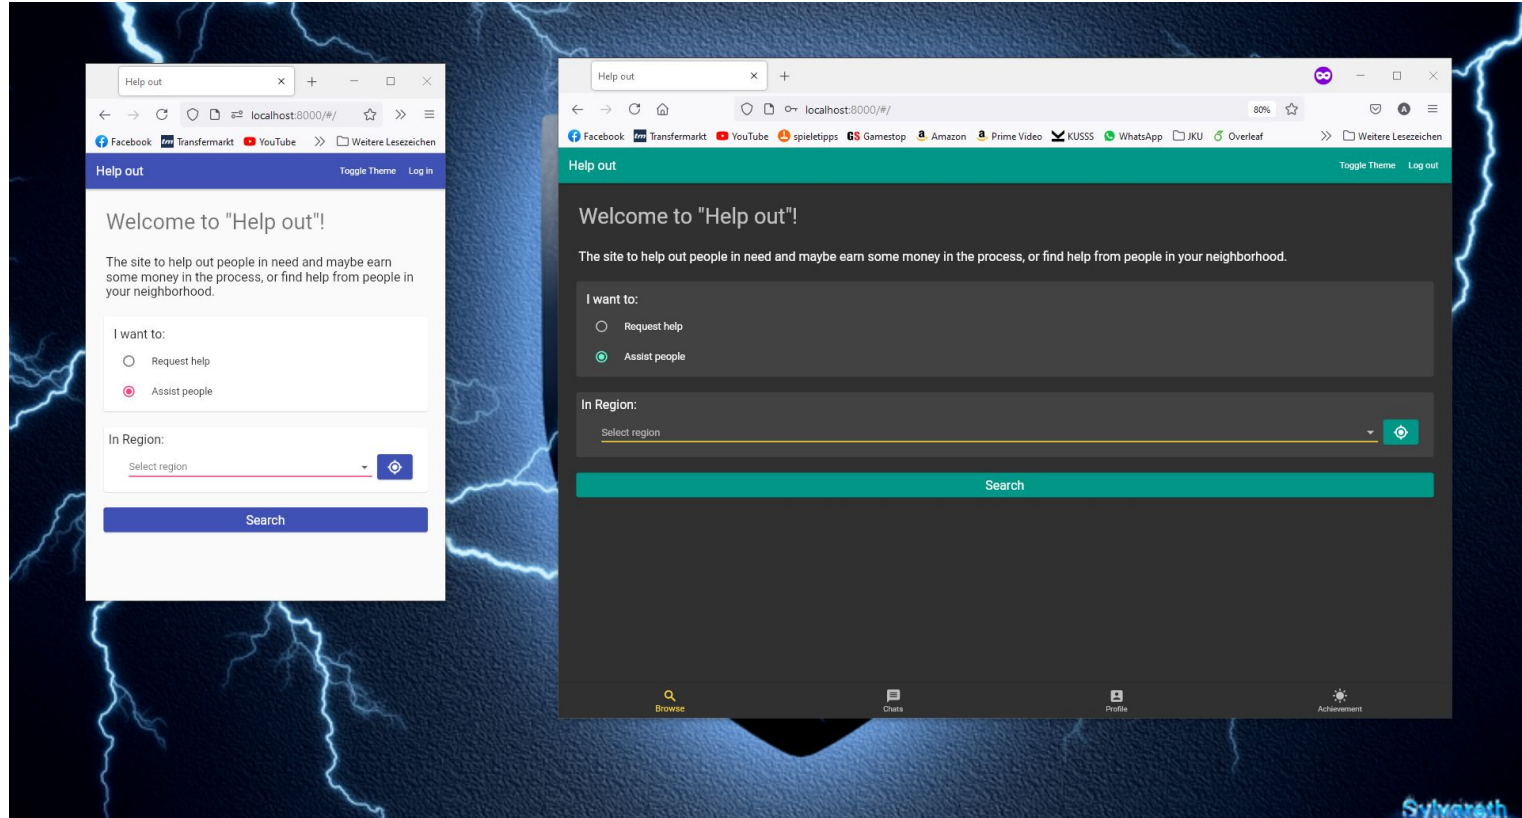 Help out
localhost:8000/#/
Facebook Transfermarkt YouTube Weitere Lesezeichen
Help out Toggle Theme Log in
Welcome to "Help out"!
The site to help out people in need and maybe earn
some money in the process, or find help from people in
your neighborhood.
I want to:
Request help
Assist people
In Region:
Select region
Search
Help out
localhost:8000/#/ 80%
Facebook Transfermarkt YouTube spieletipps GS Gamestop Amazon Prime Video KUSSS WhatsApp JKU Overleaf Weitere Lesezeichen
Help out Toggle Theme Log out
Welcome to "Help out"!
The site to help out people in need and maybe earn some money in the process, or find help from people in your neighborhood.
I want to:
Request help
Assist people
In Region:
Select region
Search
Browse Chats Profile Achievement